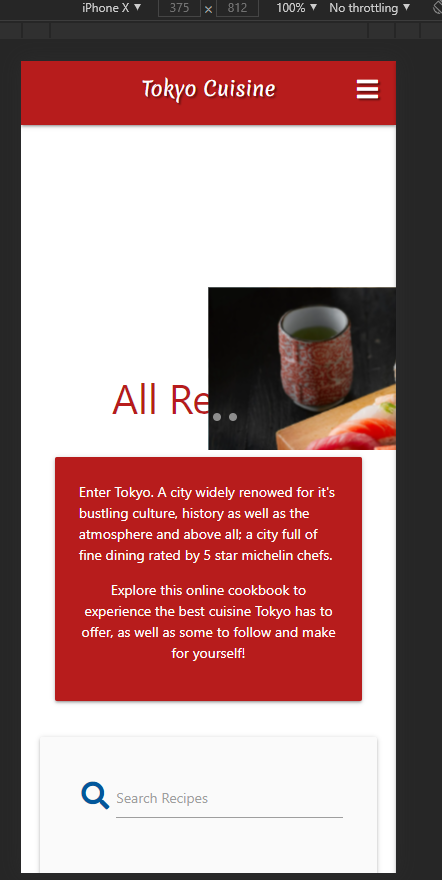 iPhone X ▼ 375 × 812 100% ▼ No throttling ▼
Tokyo Cuisine
All Re
Enter Tokyo. A city widely renowed for it's
bustling culture, history as well as the
atmosphere and above all; a city full of
fine dining rated by 5 star michelin chefs.
Explore this online cookbook to
experience the best cuisine Tokyo has to
offer, as well as some to follow and make
for yourself!
Search Recipes